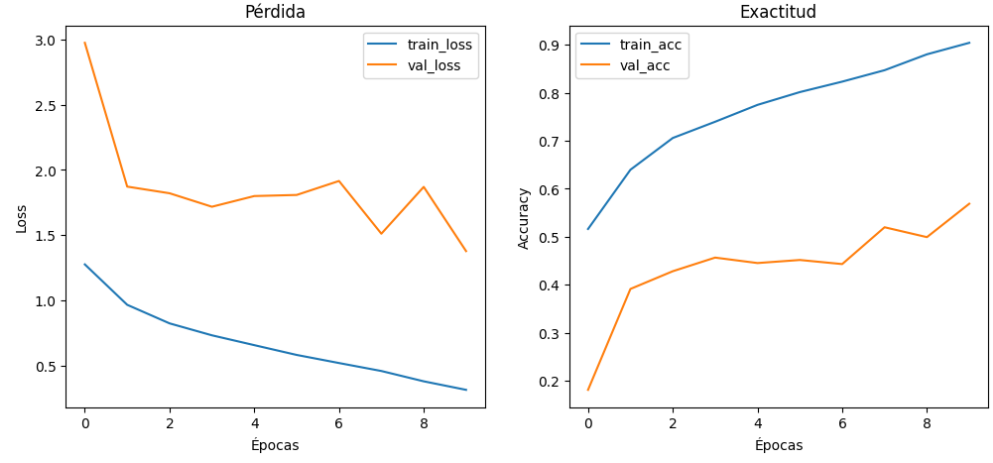 Pérdida
3.0
2.5
2.0
1.5
1.0
0.5
Loss
train_loss
val_loss
0 2 4 6 8
Épocas
Exactitud
0.9
0.8
0.7
0.6
0.5
0.4
0.3
0.2
Accuracy
train_acc
val_acc
0 2 4 6 8
Épocas